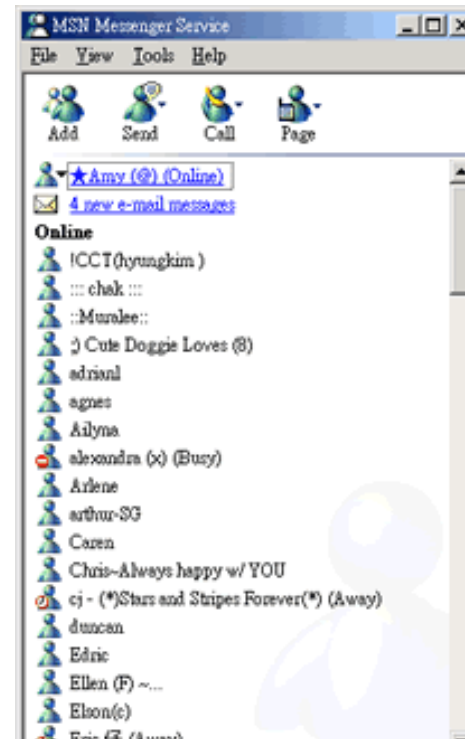 MSN Messenger Service
File View Tools Help
Add Send Call Page
★Amy (@) (Online)
4 new e-mail messages
Online
!CCT(hyungkim )
::: chak :::
::Muralee::
;) Cute Doggie Loves (8)
adrianl
agnes
Ailyna
alexandra (x) (Busy)
Arlene
arthur-SG
Caren
Chris~Always happy w/ YOU
cj - (*)Stars and Stripes Forever(*) (Away)
duncan
Edric
Ellen (F) ~...
Elson(c)
(Away)